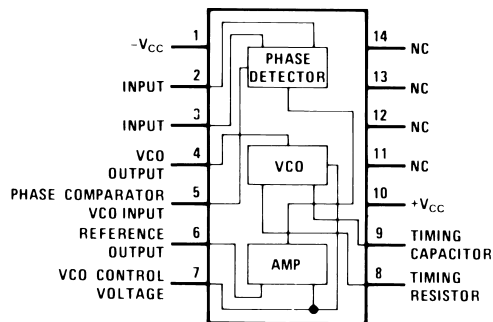 1
−VCC
2
INPUT
3
INPUT
4
VCO
OUTPUT
5
PHASE COMPARATOR
VCO INPUT
6
REFERENCE
OUTPUT
7
VCO CONTROL
VOLTAGE
PHASE
DETECTOR
VCO
AMP
14
NC
13
NC
12
NC
11
NC
10
+VCC
9
TIMING
CAPACITOR
8
TIMING
RESISTOR